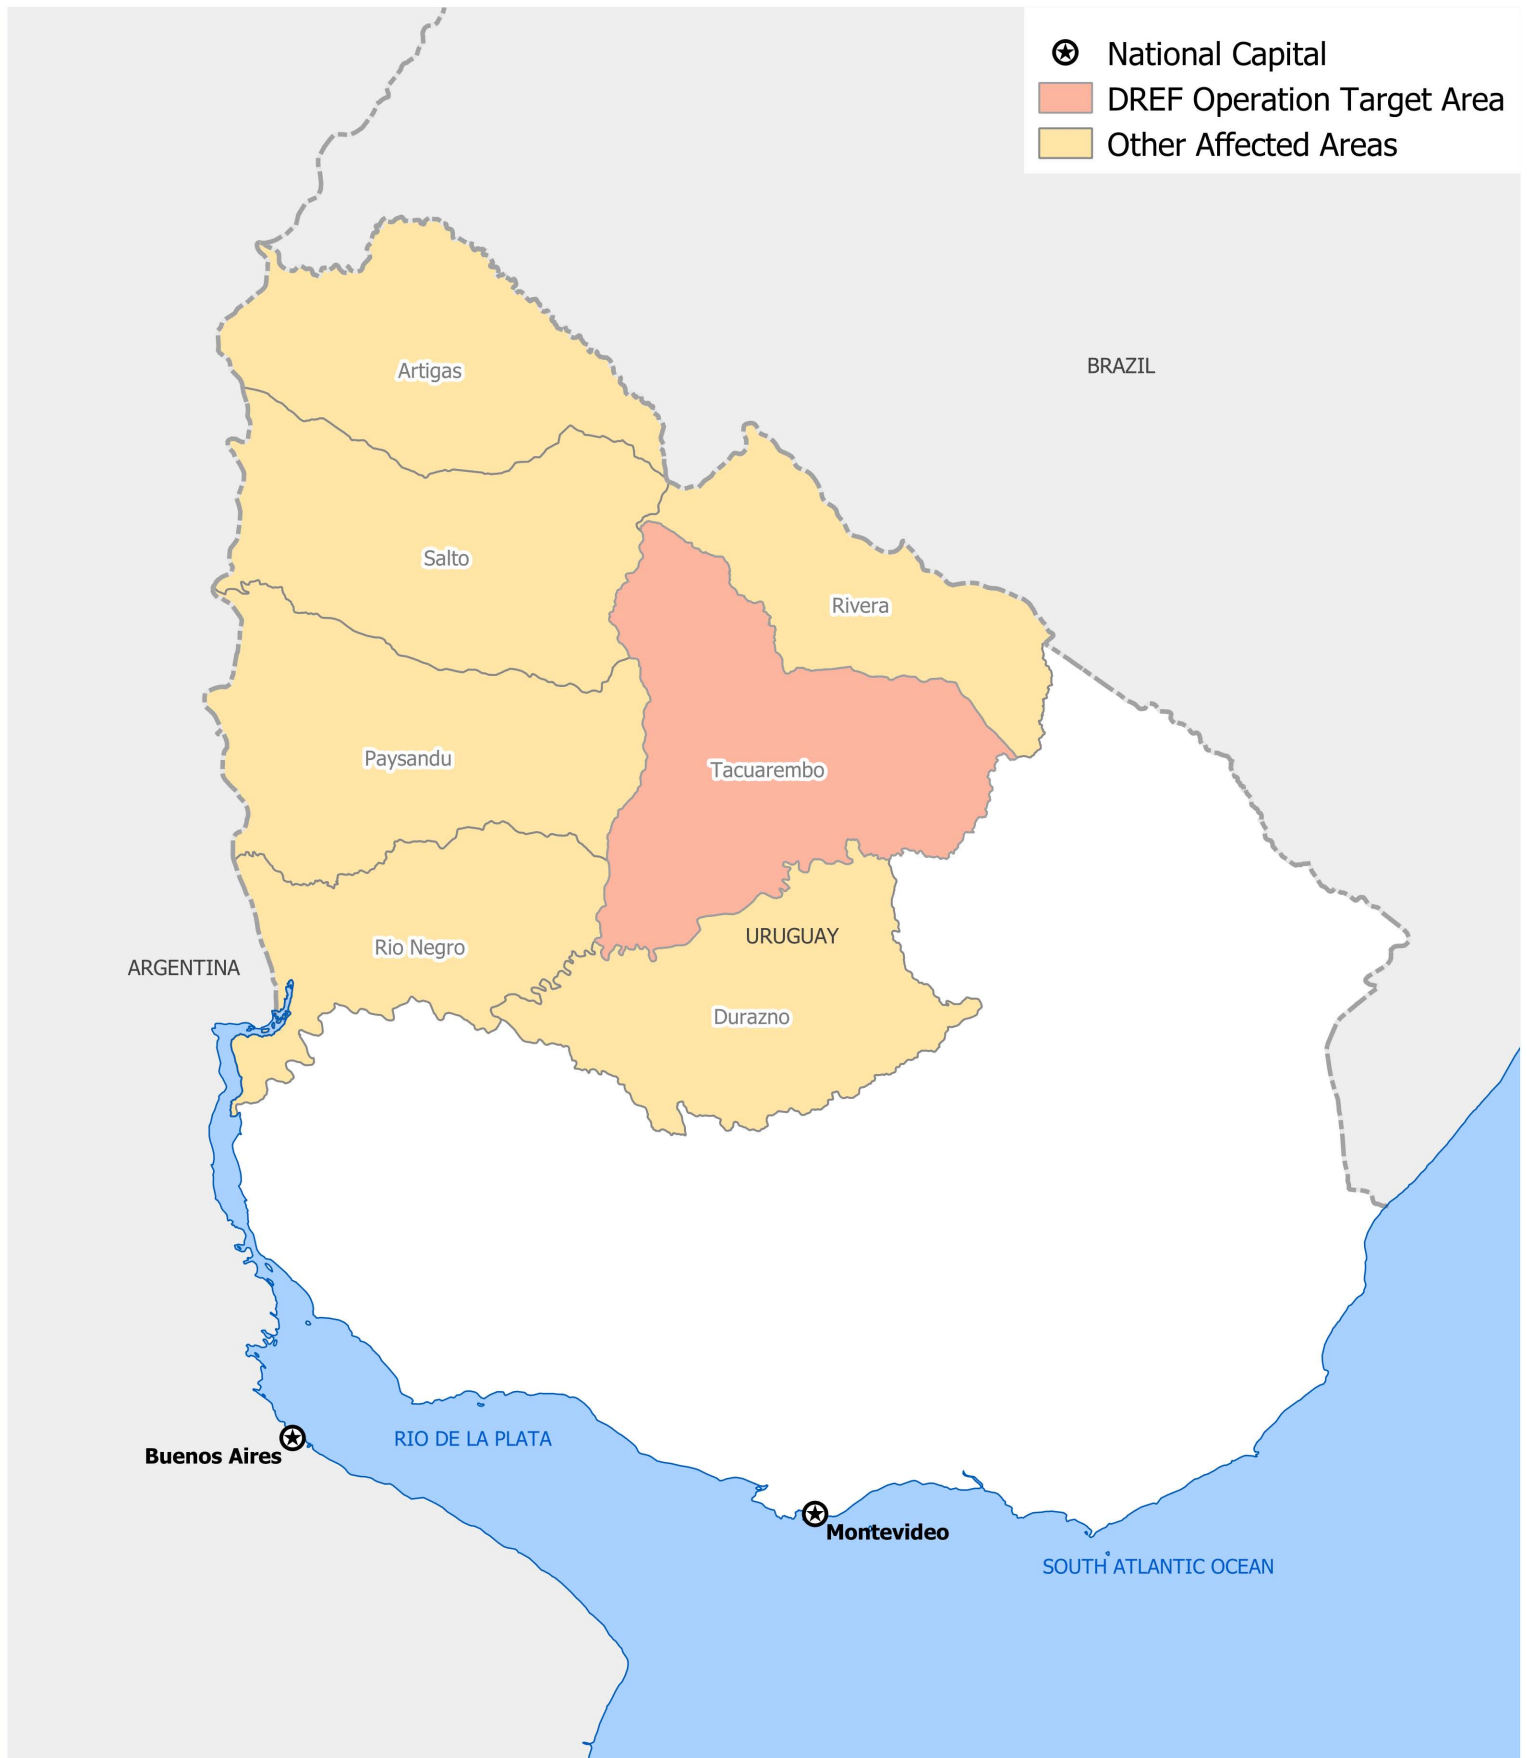 National Capital
DREF Operation Target Area
Other Affected Areas
Artigas
BRAZIL
Salto
Rivera
Paysandu
Tacuarembo
URUGUAY
Rio Negro
ARGENTINA
Durazno
RIO DE LA PLATA
Buenos Aires
Montevideo
SOUTH ATLANTIC OCEAN